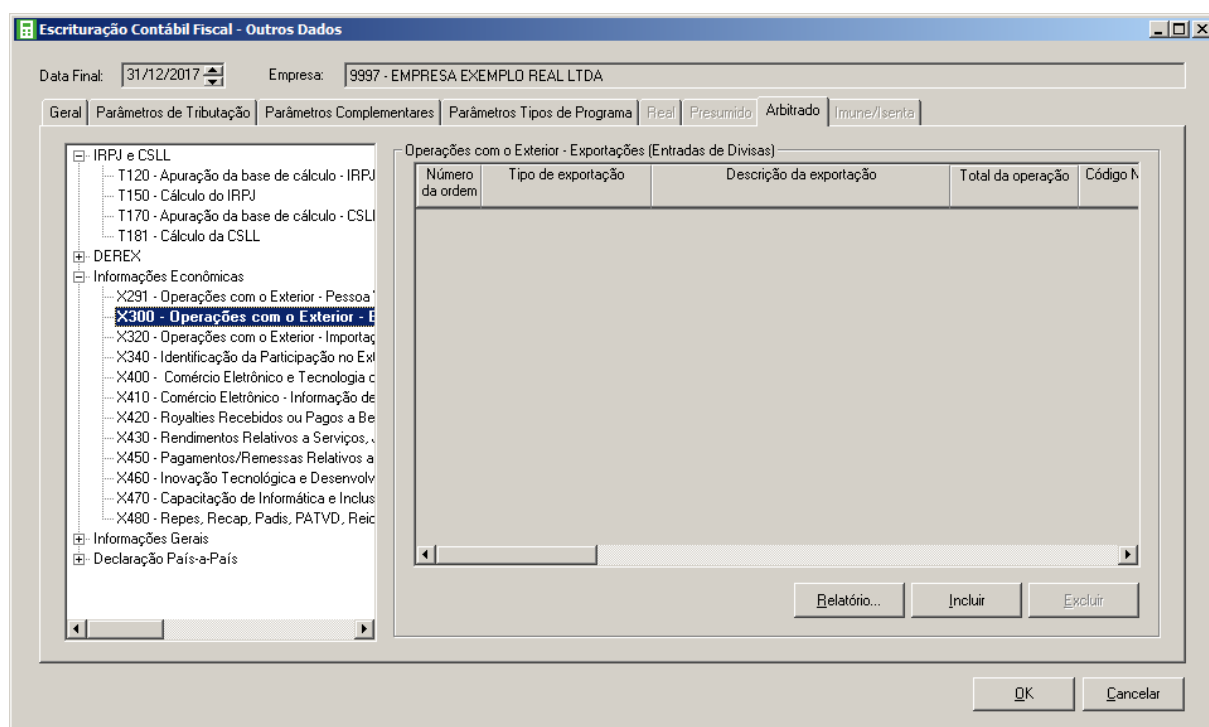 Escrituração Contábil Fiscal - Outros Dados
Data Final: 31/12/2017 Empresa: 9997 - EMPRESA EXEMPLO REAL LTDA
Geral Parâmetros de Tributação Parâmetros Complementares Parâmetros Tipos de Programa Real Presumido Arbitrado Imune/Isenta
IRPJ e CSLL
T120 - Apuração da base de cálculo - IRPJ
T150 - Cálculo do IRPJ
T170 - Apuração da base de cálculo - CSLL
T181 - Cálculo da CSLL
DEREX
Informações Econômicas
X291 - Operações com o Exterior - Pessoa
X300 - Operações com o Exterior - E
X320 - Operações com o Exterior - Importaç
X340 - Identificação da Participação no Ext
X400 - Comércio Eletrônico e Tecnologia
X410 - Comércio Eletrônico - Informação de
X420 - Royalties Recebidos ou Pagos a Be
X430 - Rendimentos Relativos a Serviços,
X450 - Pagamentos/Remessas Relativos a
X460 - Inovação Tecnológica e Desenvolv
X470 - Capacitação de Informática e Inclus
X480 - Repes, Recap, Padis, PATVD, Reid
Informações Gerais
Declaração País-a-País
Operações com o Exterior - Exportações (Entradas de Divisas)
Número da ordem Tipo de exportação Descrição da exportação Total da operação Código N
Relatório... Incluir Excluir
OK Cancelar